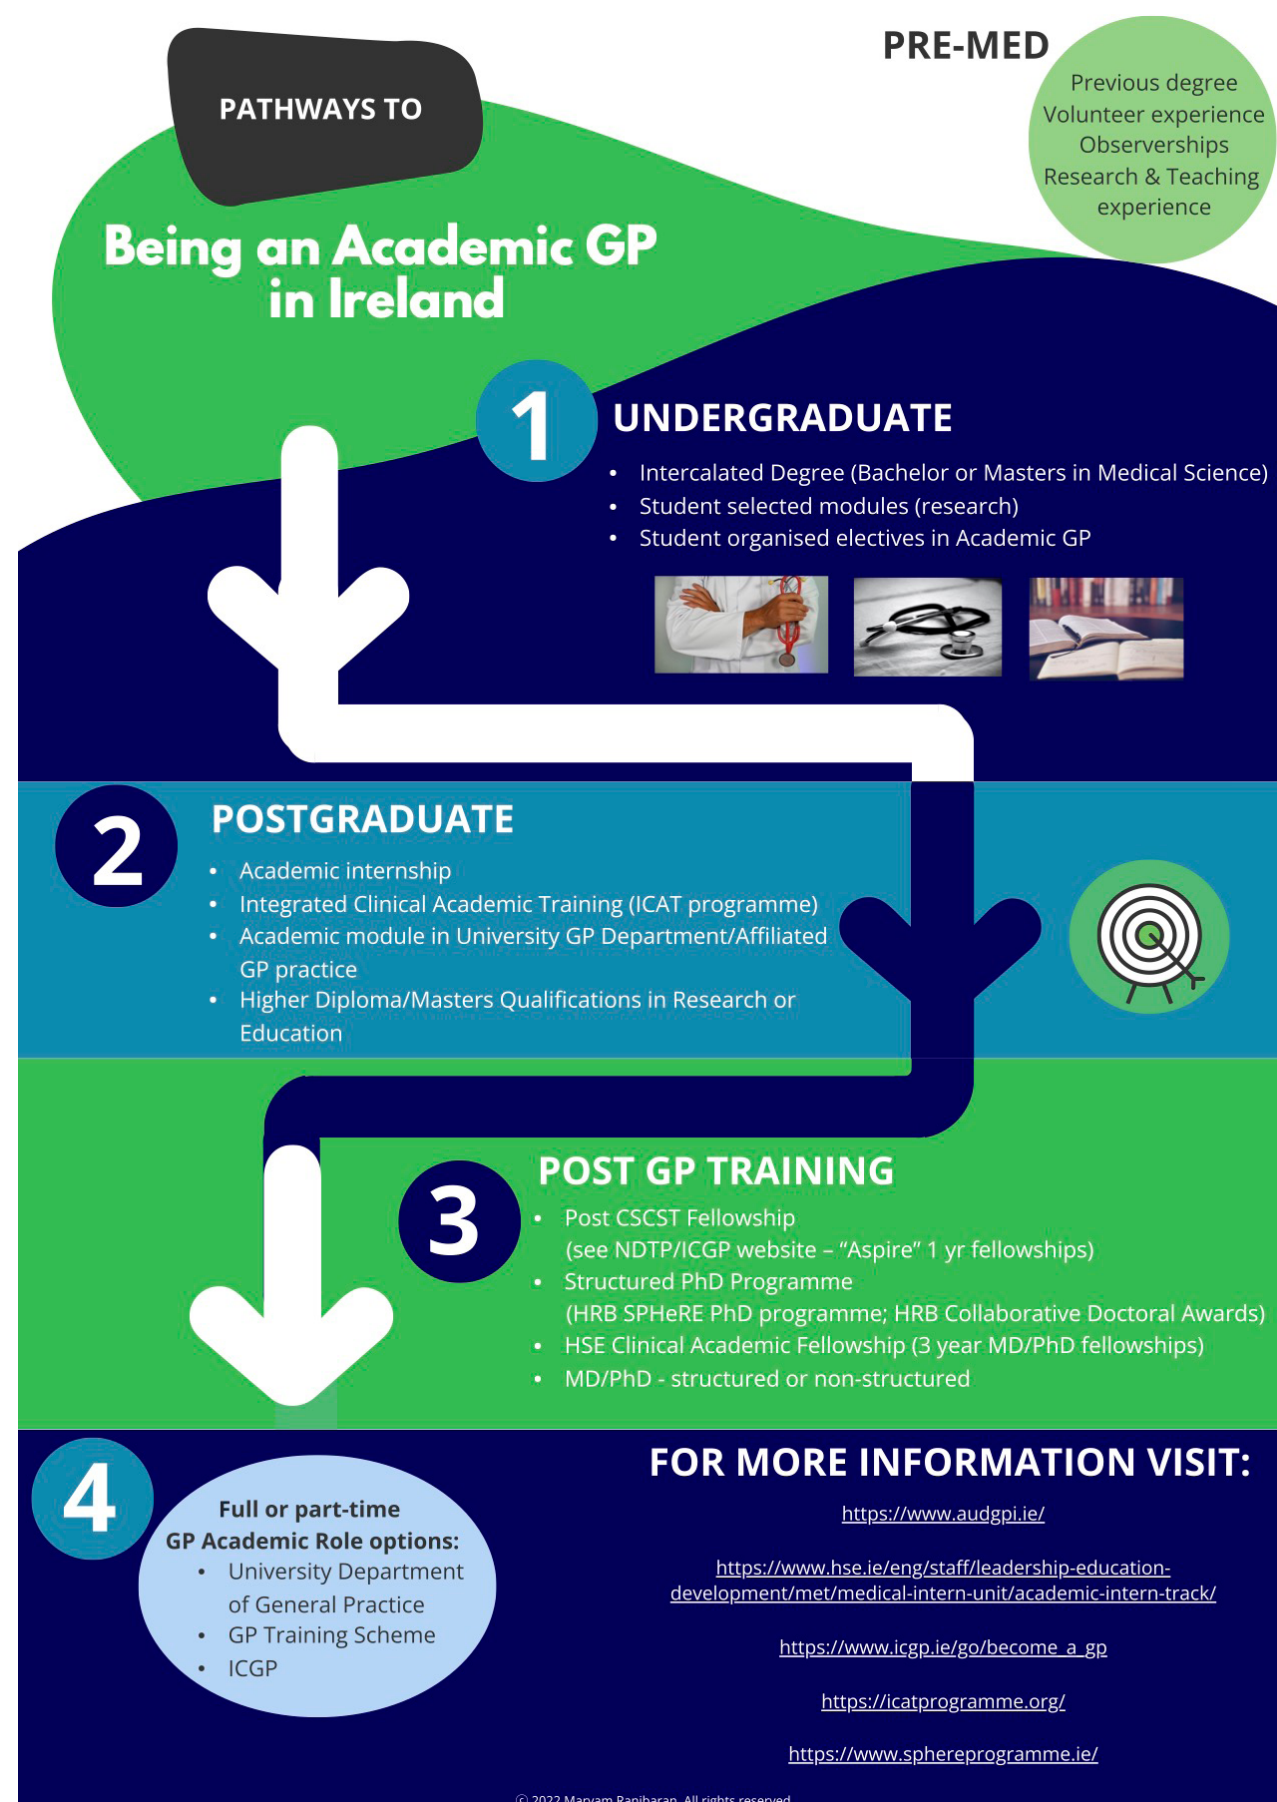 PATHWAYS TO
Being an Academic GP
in Ireland
PRE-MED
Previous degree
Volunteer experience
Observerships
Research & Teaching
experience
1
UNDERGRADUATE
• Intercalated Degree (Bachelor or Masters in Medical Science)
• Student selected modules (research)
• Student organised electives in Academic GP
2
POSTGRADUATE
• Academic internship
• Integrated Clinical Academic Training (ICAT programme)
• Academic module in University GP Department/Affiliated
GP practice
• Higher Diploma/Masters Qualifications in Research or
Education
3
POST GP TRAINING
• Post CSCST Fellowship
(see NDTP/ICGP website – “Aspire” 1 yr fellowships)
• Structured PhD Programme
(HRB SPHeRE PhD programme; HRB Collaborative Doctoral Awards)
• HSE Clinical Academic Fellowship (3 year MD/PhD fellowships)
• MD/PhD - structured or non-structured
4
Full or part-time
GP Academic Role options:
• University Department
of General Practice
• GP Training Scheme
• ICGP
FOR MORE INFORMATION VISIT:
https://www.audgpi.ie/
https://www.hse.ie/eng/staff/leadership-education-
development/met/medical-intern-unit/academic-intern-track/
https://www.icgp.ie/go/become_a_gp
https://icatprogramme.org/
https://www.sphereprogramme.ie/
© 2022 Maryam Ranjbaran. All rights reserved